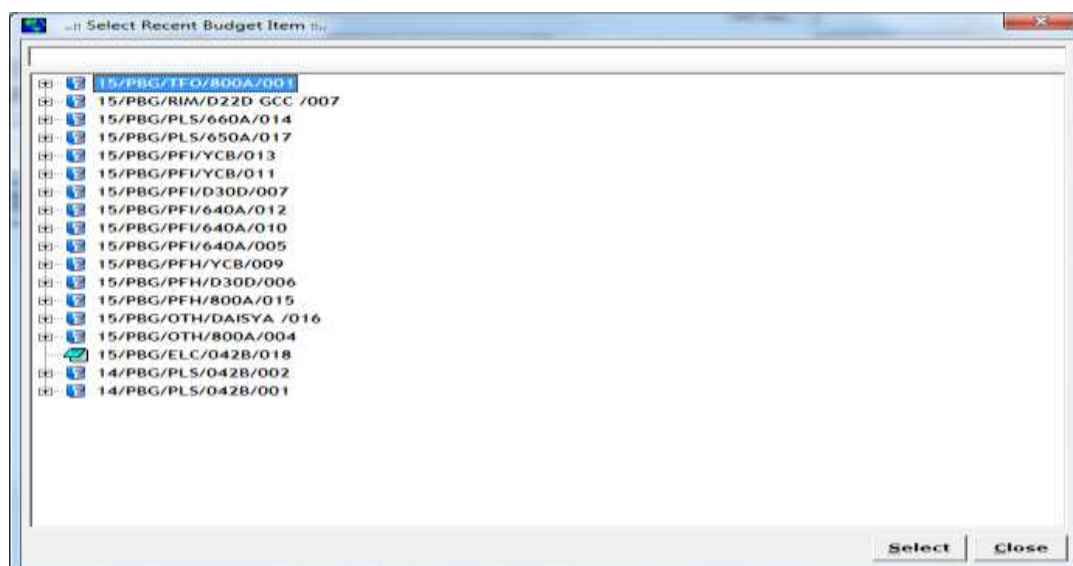 ..:: Select Recent Budget Item ::..
15/PBG/TFO/800A/001
15/PBG/RIM/D22D GCC /007
15/PBG/PLS/660A/014
15/PBG/PLS/650A/017
15/PBG/PFI/YCB/013
15/PBG/PFI/YCB/011
15/PBG/PFI/D30D/007
15/PBG/PFI/640A/012
15/PBG/PFI/640A/010
15/PBG/PFI/640A/005
15/PBG/PFH/YCB/009
15/PBG/PFH/D30D/006
15/PBG/PFH/800A/015
15/PBG/OTH/DAISYA /016
15/PBG/OTH/800A/004
15/PBG/ELC/042B/018
14/PBG/PLS/042B/002
14/PBG/PLS/042B/001
Select Close